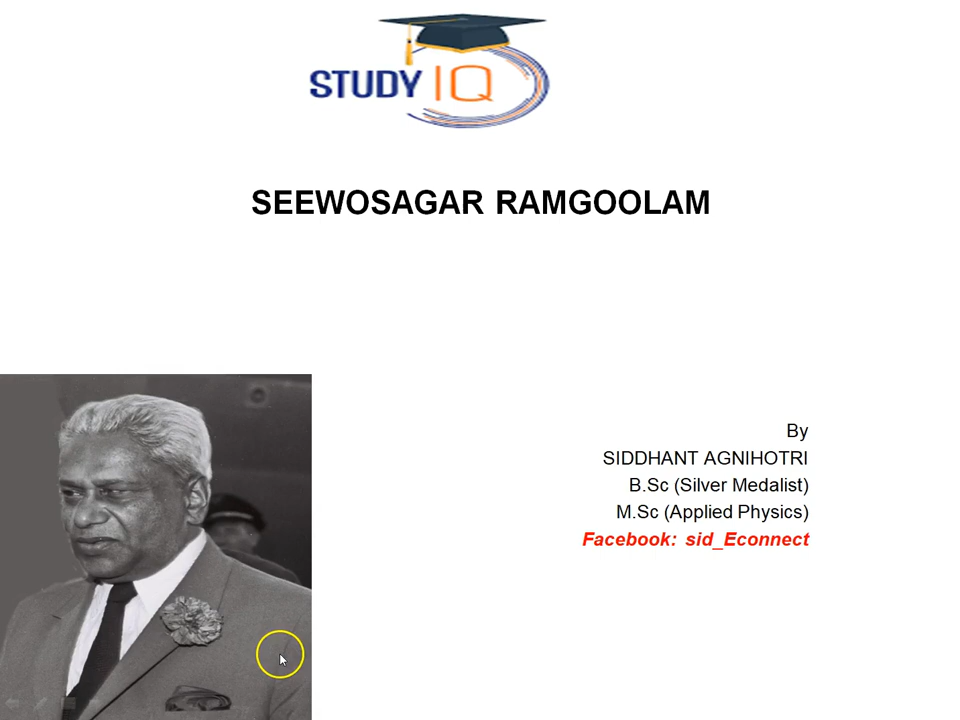 STUDY IQ
SEEWOSAGAR RAMGOOLAM
By
SIDDHANT AGNIHOTRI
B.Sc (Silver Medalist)
M.Sc (Applied Physics)
Facebook: sid_Econnect